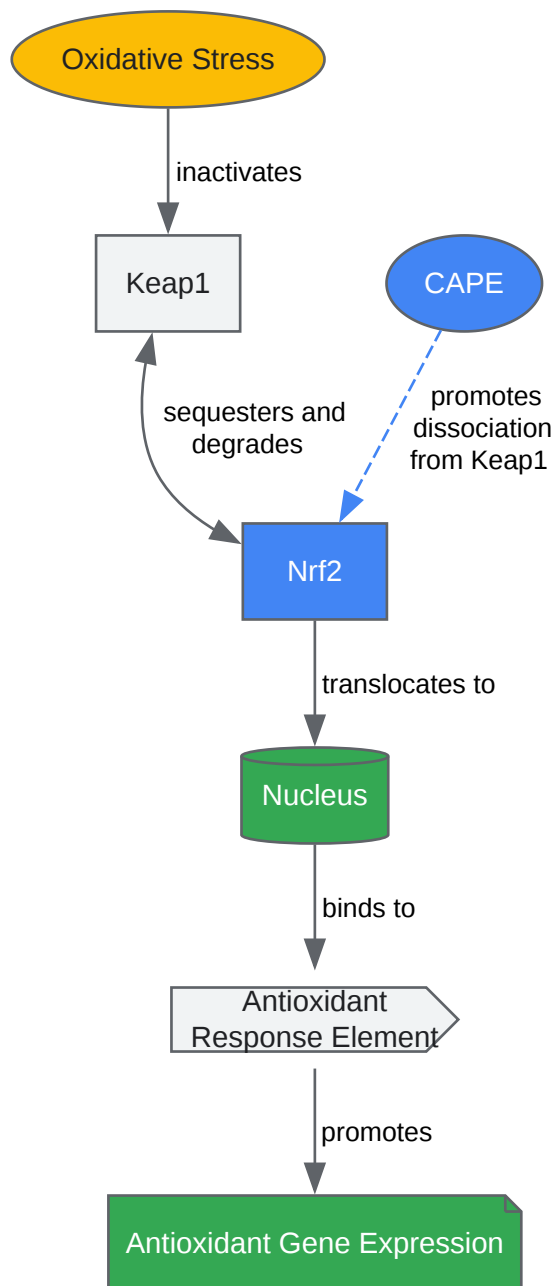 Oxidative Stress
inactivates
Keap1
CAPE
sequesters and
degrades
promotes
dissociation
from Keap1
Nrf2
translocates to
Nucleus
binds to
Antioxidant
Response Element
promotes
Antioxidant Gene Expression